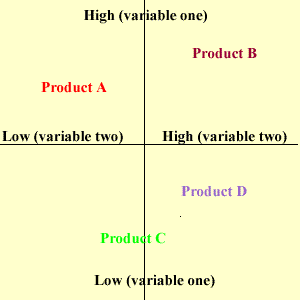 High (variable one)
Product B
Product A
Low (variable two)
High (variable two)
Product D
Product C
Low (variable one)